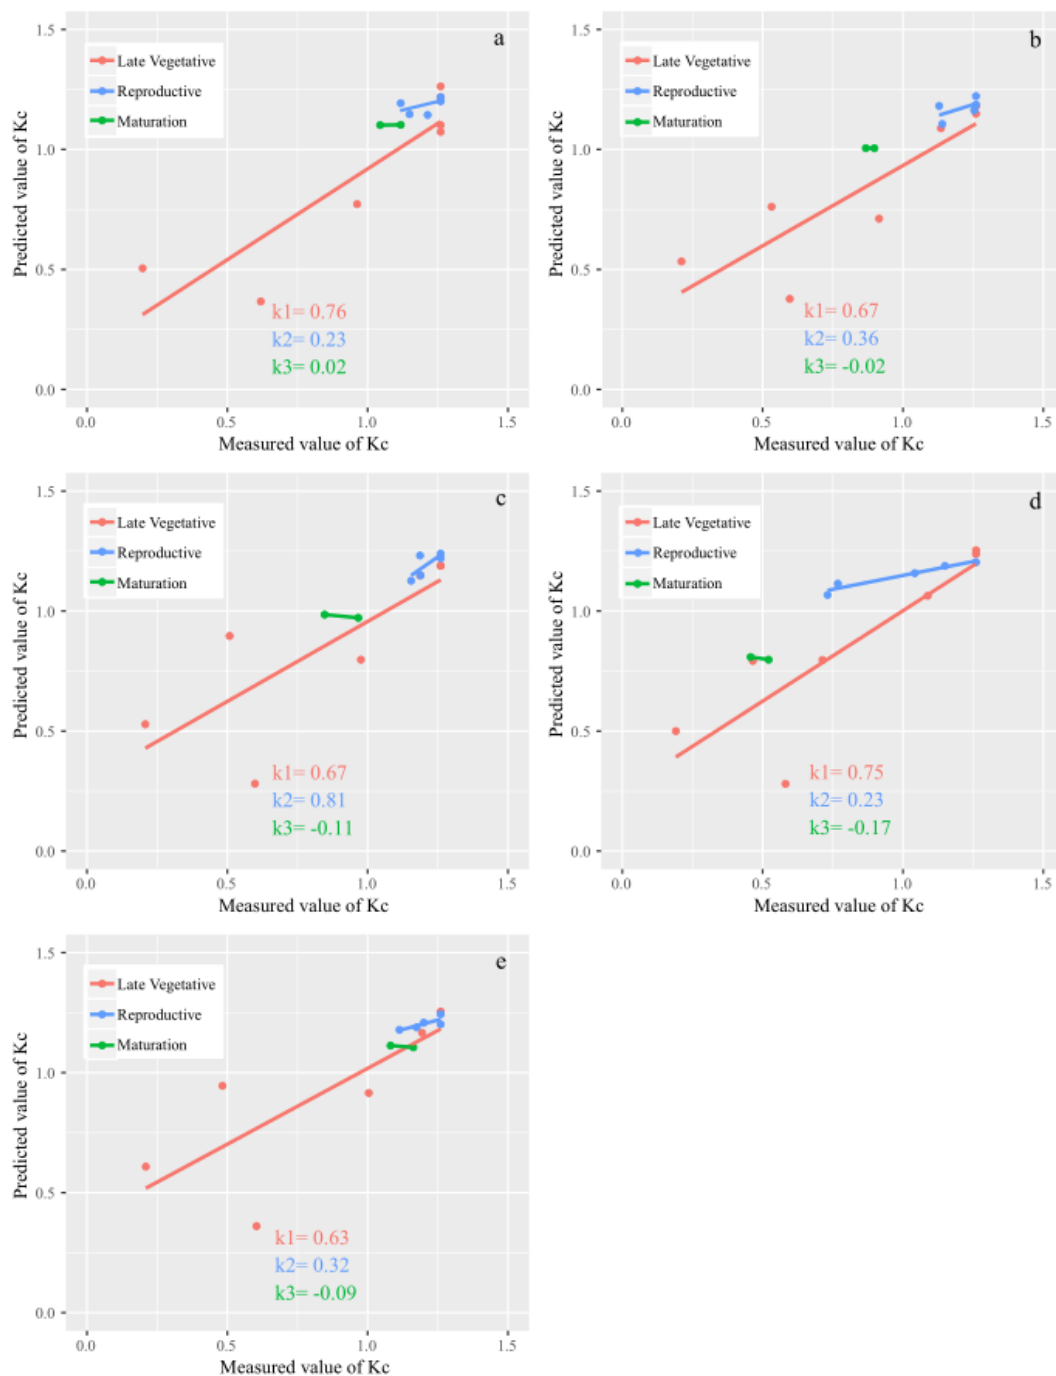 a
1.5
Late Vegetative
Reproductive
Maturation
1.0
0.5
0.0
Predicted value of Kc
k1= 0.76
k2= 0.23
k3= 0.02
0.0 0.5 1.0 1.5
Measured value of Kc
b
1.5
Late Vegetative
Reproductive
Maturation
1.0
0.5
0.0
Predicted value of Kc
k1= 0.67
k2= 0.36
k3= -0.02
0.0 0.5 1.0 1.5
Measured value of Kc
c
1.5
Late Vegetative
Reproductive
Maturation
1.0
0.5
0.0
Predicted value of Kc
k1= 0.67
k2= 0.81
k3= -0.11
0.0 0.5 1.0 1.5
Measured value of Kc
d
1.5
Late Vegetative
Reproductive
Maturation
1.0
0.5
0.0
Predicted value of Kc
k1= 0.75
k2= 0.23
k3= -0.17
0.0 0.5 1.0 1.5
Measured value of Kc
e
1.5
Late Vegetative
Reproductive
Maturation
1.0
0.5
0.0
Predicted value of Kc
k1= 0.63
k2= 0.32
k3= -0.09
0.0 0.5 1.0 1.5
Measured value of Kc